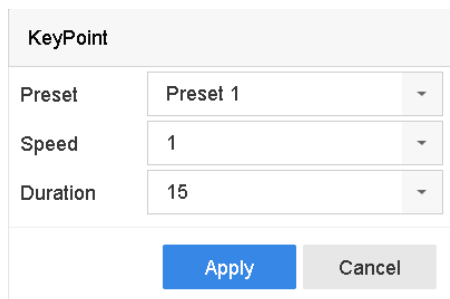 KeyPoint
Preset Preset 1
Speed 1
Duration 15
Apply Cancel